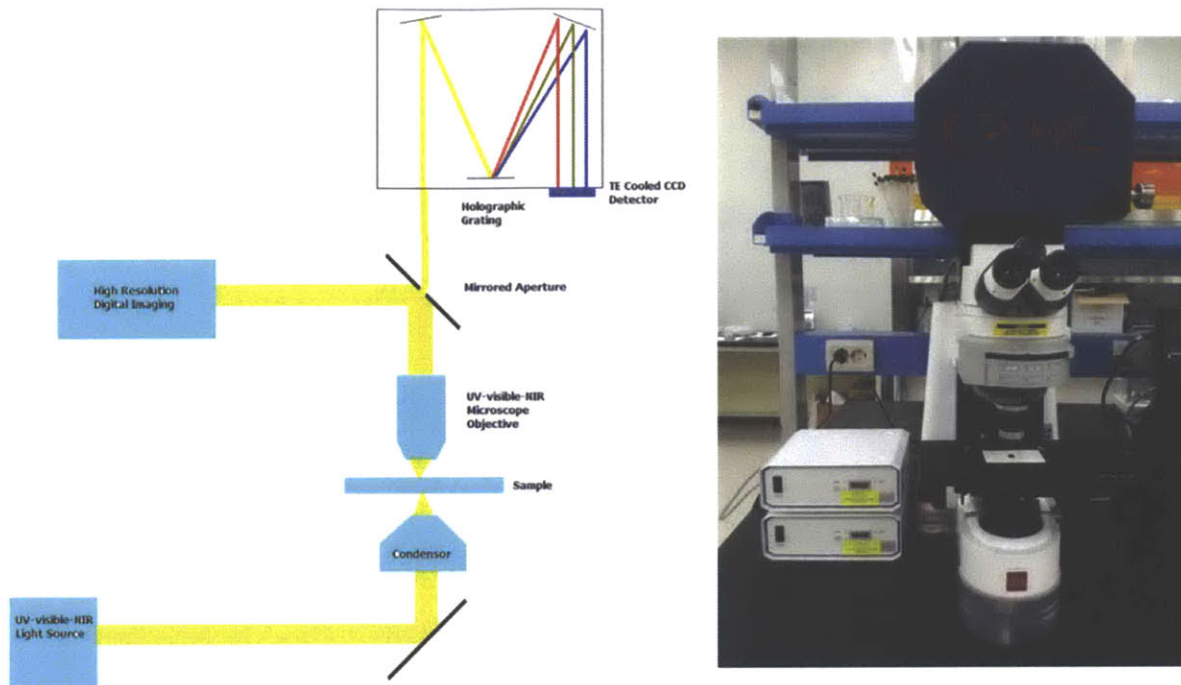 TE Cooled CCD
Detector
Holographic
Grating
High Resolution
Digital Imaging
Mirrored Aperture
UV-visible-NIR
Microscope
Objective
Sample
Condensor
UV-visible-NIR
Light Source